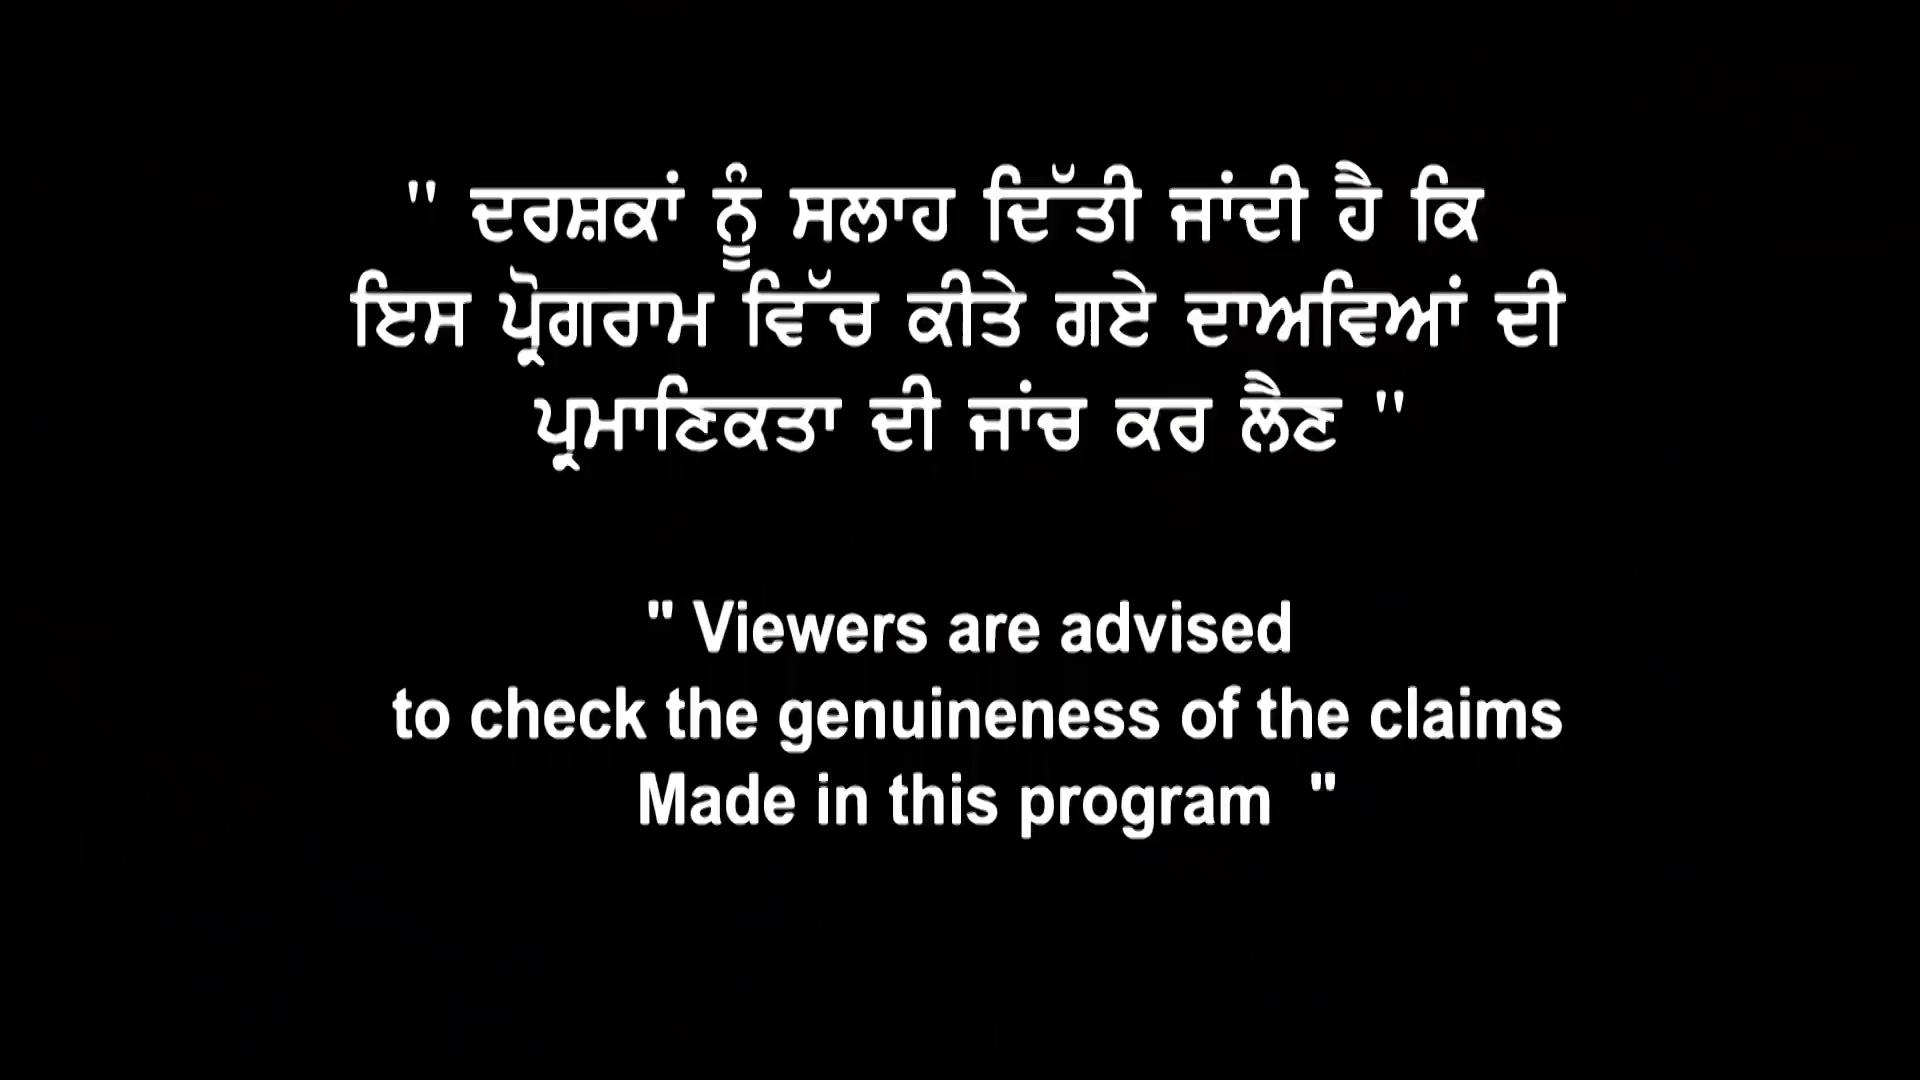 " ਦਰਸ਼ਕਾਂ ਨੂੰ ਸਲਾਹ ਦਿੱਤੀ ਜਾਂਦੀ ਹੈ ਕਿ
ਇਸ ਪ੍ਰੋਗਰਾਮ ਵਿੱਚ ਕੀਤੇ ਗਏ ਦਾਅਵਿਆਂ ਦੀ
ਪ੍ਰਮਾਣਿਕਤਾ ਦੀ ਜਾਂਚ ਕਰ ਲੈਣ "
" Viewers are advised
to check the genuineness of the claims
Made in this program "